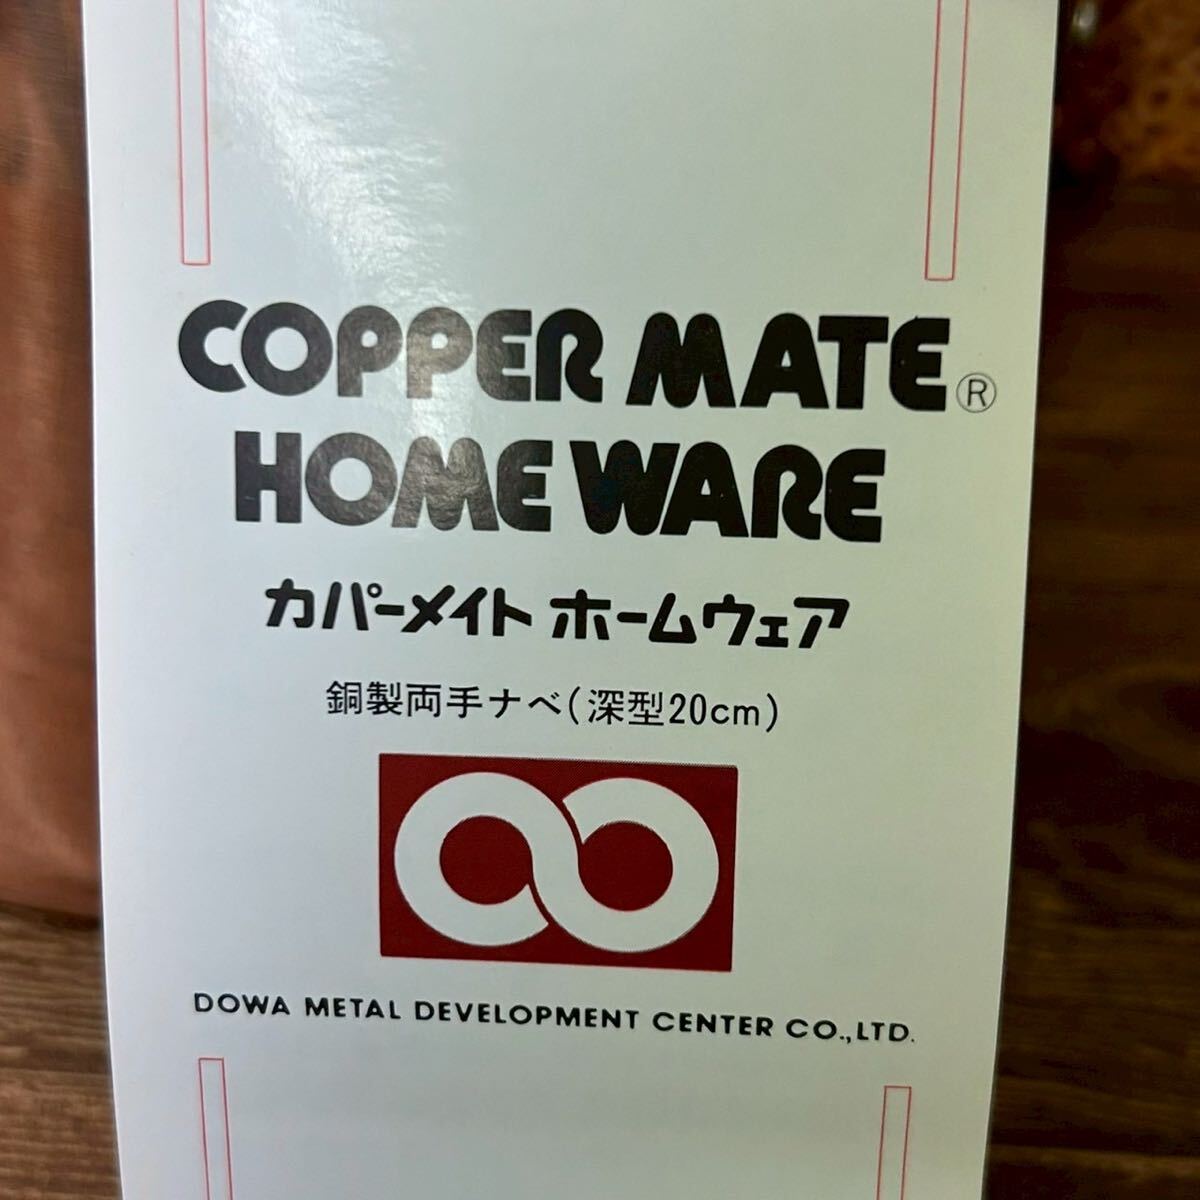 COPPER MATE®
HOME WARE
カパーメイト ホームウェア
銅製両手ナベ(深型20cm)
DOWA METAL DEVELOPMENT CENTER CO.,LTD.